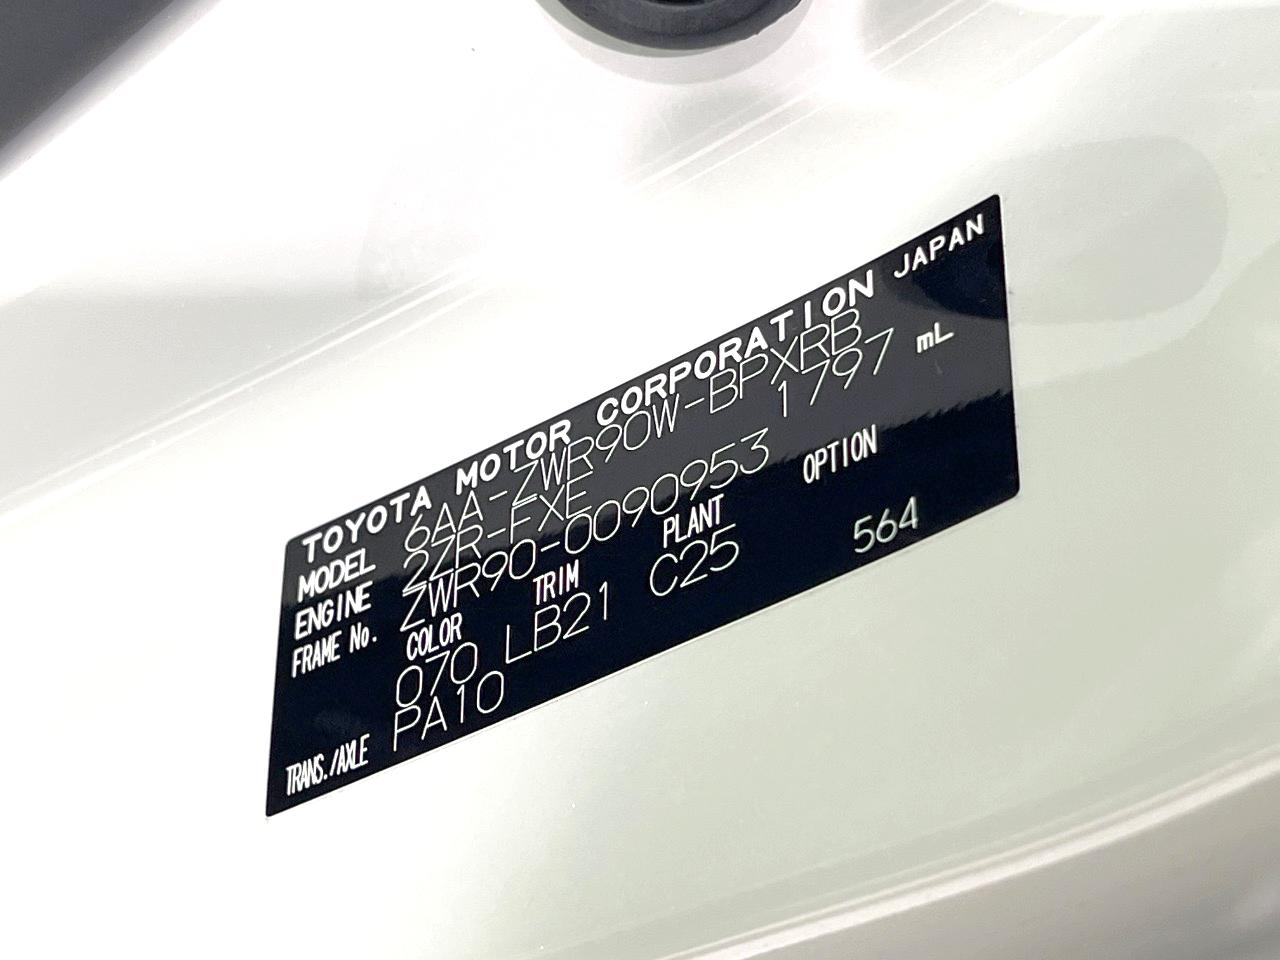 TOYOTA MOTOR CORPORATION JAPAN
MODEL 6AA-ZWR90W-BPXRB
ENGINE 2ZR-FXE 1797 mL
FRAME No. ZWR90-0090953
COLOR TRIM PLANT OPTION
070 LB21 C25 564
TRANS./AXLE PA10